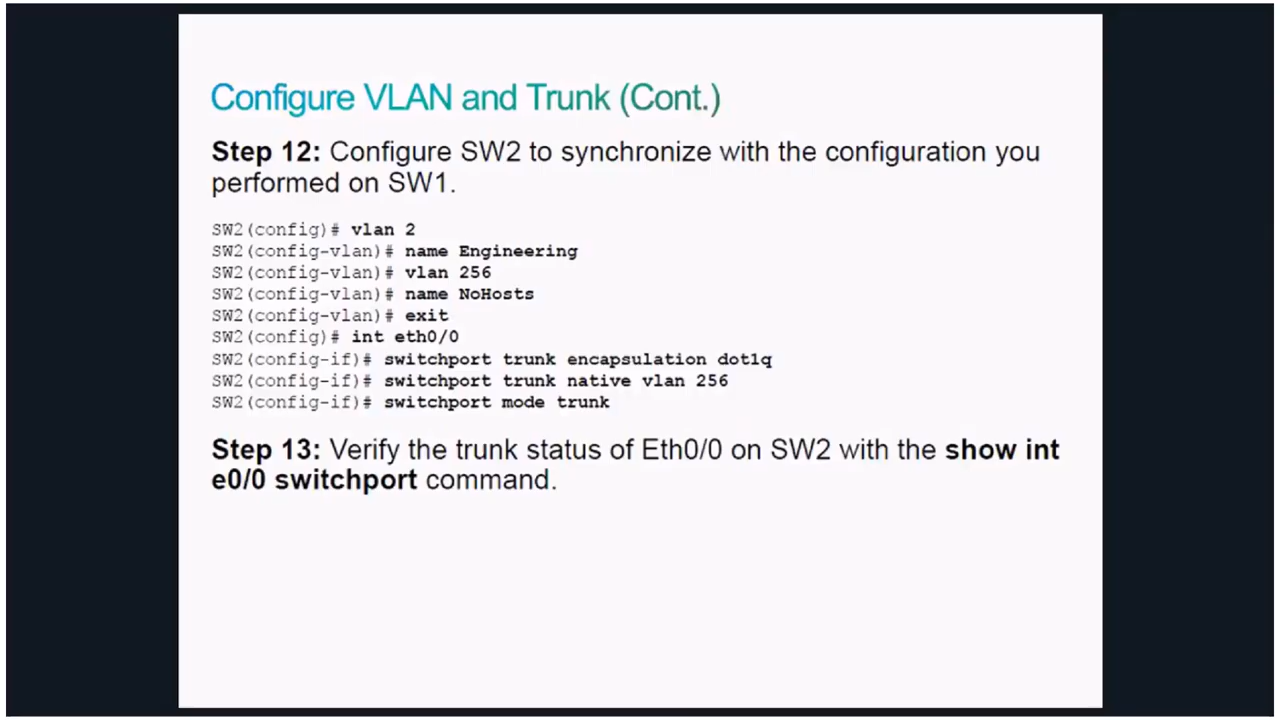 Configure VLAN and Trunk (Cont.)
Step 12: Configure SW2 to synchronize with the configuration you
performed on SW1.
SW2(config)# vlan 2
SW2(config-vlan)# name Engineering
SW2(config-vlan)# vlan 256
SW2(config-vlan)# name NoHosts
SW2(config-vlan)# exit
SW2(config)# int eth0/0
SW2(config-if)# switchport trunk encapsulation dot1q
SW2(config-if)# switchport trunk native vlan 256
SW2(config-if)# switchport mode trunk
Step 13: Verify the trunk status of Eth0/0 on SW2 with the show int
e0/0 switchport command.